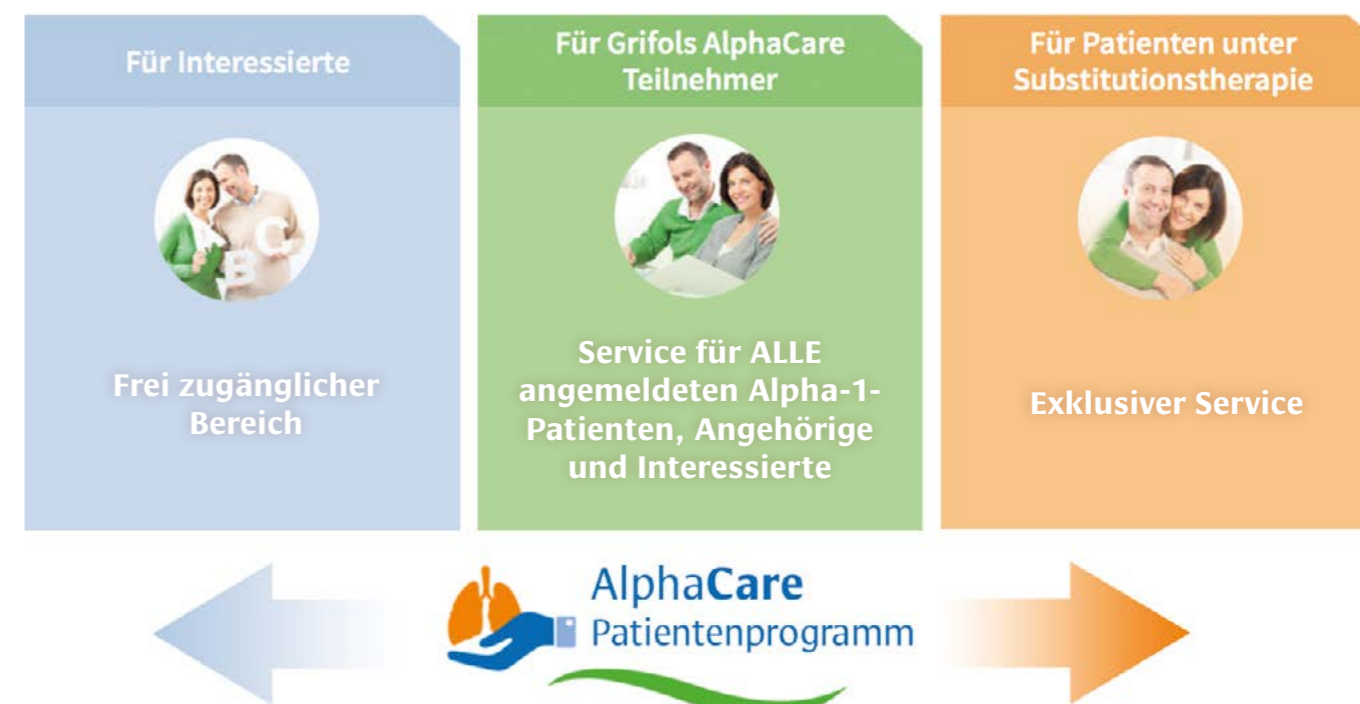 Für Interessierte
Frei zugänglicher
Bereich
Für Grifols AlphaCare
Teilnehmer
BC
Service für ALLE
angemeldeten Alpha-1-
Patienten, Angehörige
und Interessierte
Für Patienten unter
Substitutionstherapie
Exklusiver Service
AlphaCare
Patientenprogramm